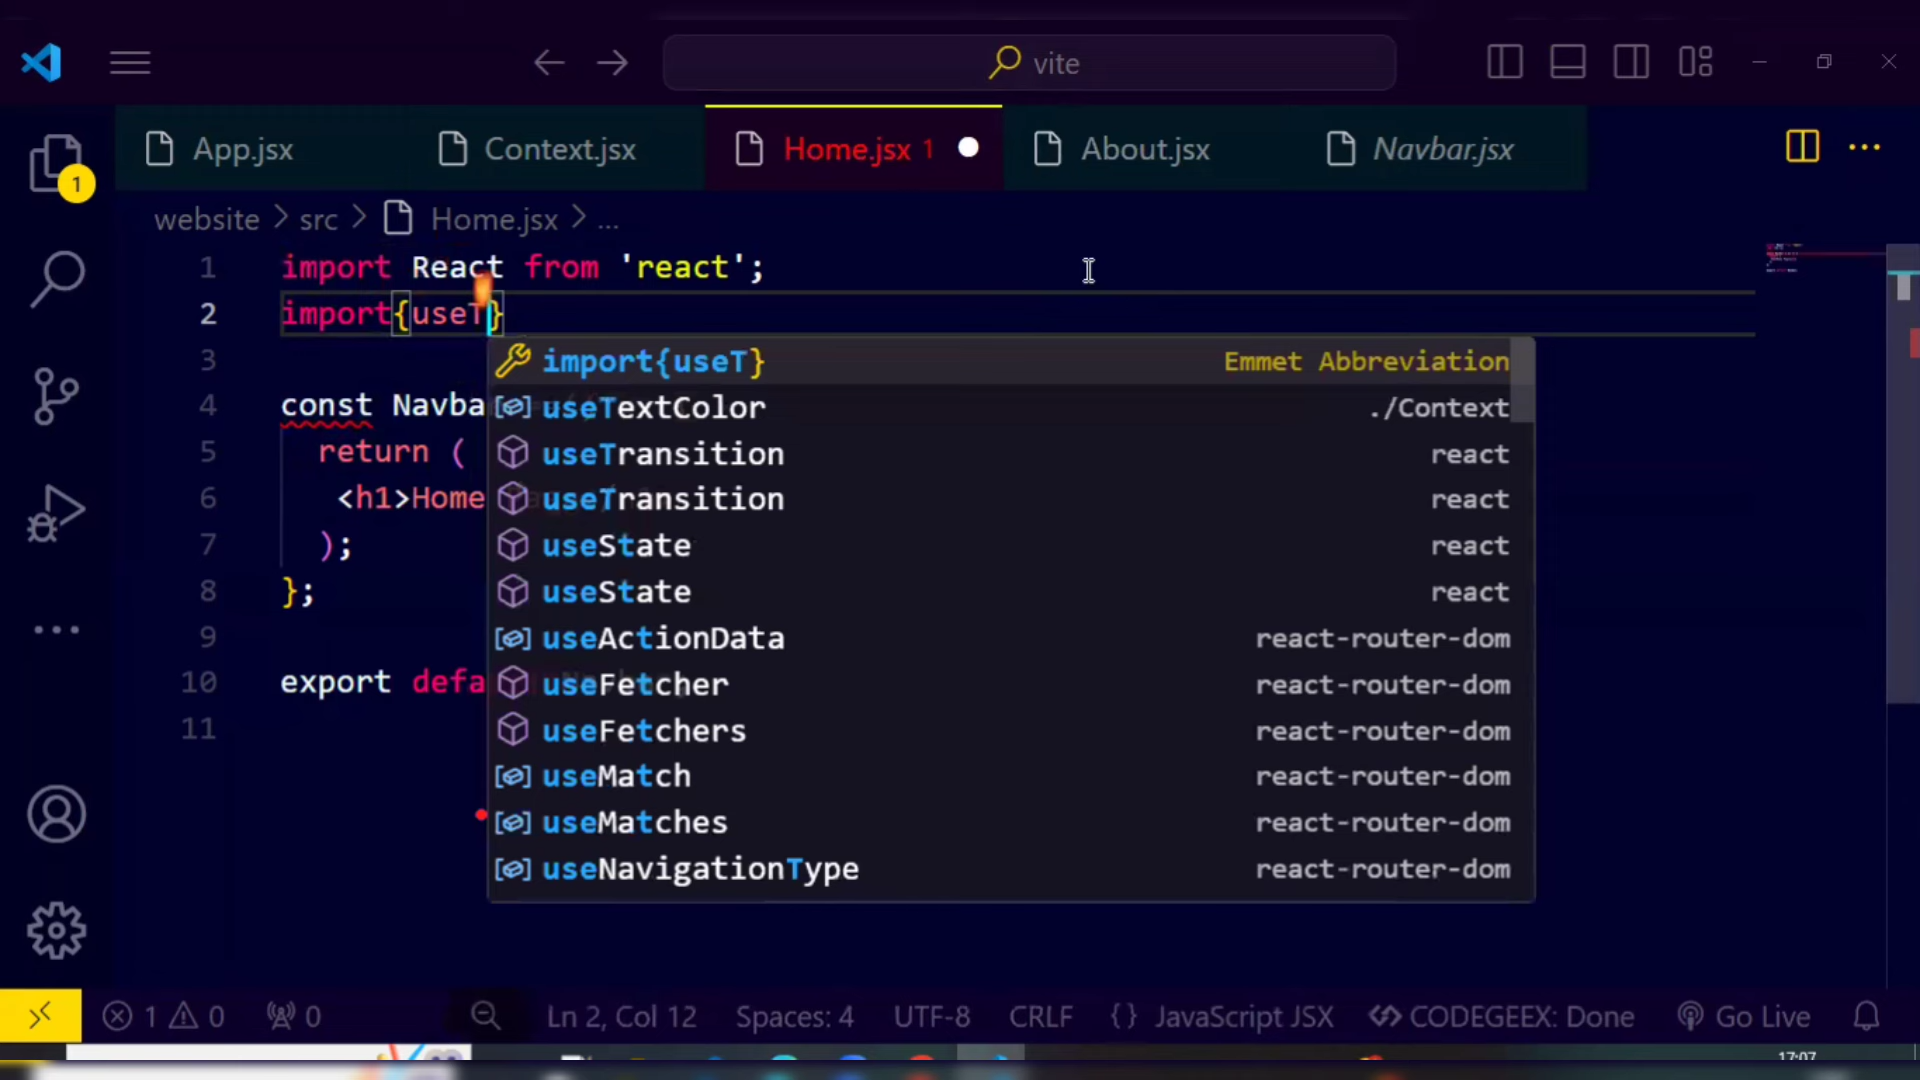 vite
App.jsx
Context.jsx
Home.jsx 1
About.jsx
Navbar.jsx
1
website > src > Home.jsx > ...
1 import React from 'react';
2 import{useT}
3
4 const Navba
5 return (
6 <h1>Home
7 );
8 };
9
10 export defa
11
import{useT} Emmet Abbreviation
useTextColor ./Context
useTransition react
useTransition react
useState react
useState react
useActionData react-router-dom
useFetcher react-router-dom
useFetchers react-router-dom
useMatch react-router-dom
useMatches react-router-dom
useNavigationType react-router-dom
1 0 0 Ln 2, Col 12 Spaces: 4 UTF-8 CRLF {} JavaScript JSX CODEGEEX: Done Go Live
17:07